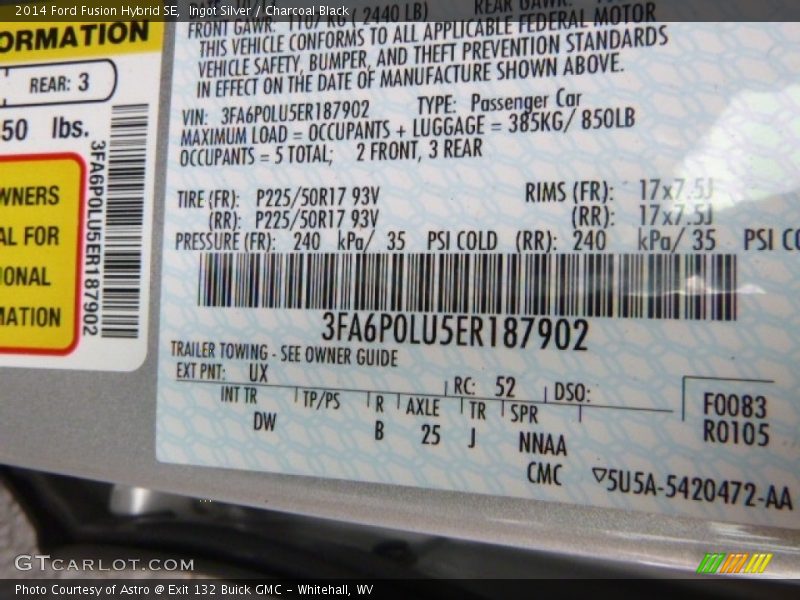 2014 Ford Fusion Hybrid SE, Ingot Silver / Charcoal Black
FRONT GAWR: 1107 KG ( 2440 LB) REAR GAWR:
THIS VEHICLE CONFORMS TO ALL APPLICABLE FEDERAL MOTOR
VEHICLE SAFETY, BUMPER, AND THEFT PREVENTION STANDARDS
IN EFFECT ON THE DATE OF MANUFACTURE SHOWN ABOVE.
VIN: 3FA6P0LU5ER187902 TYPE: Passenger Car
MAXIMUM LOAD = OCCUPANTS + LUGGAGE = 385KG/ 850LB
OCCUPANTS = 5 TOTAL; 2 FRONT, 3 REAR
TIRE (FR): P225/50R17 93V RIMS (FR): 17x7.5J
(RR): P225/50R17 93V (RR): 17x7.5J
PRESSURE (FR): 240 kPa/ 35 PSI COLD (RR): 240 kPa/ 35 PSI CO
3FA6P0LU5ER187902
TRAILER TOWING - SEE OWNER GUIDE
EXT PNT: UX RC: 52 DSO:
INT TR TP/PS R AXLE TR SPR
DW B 25 J NNAA
CMC
F0083
R0105
5U5A-5420472-AA
ORMATION
REAR: 3
50 lbs.
WNERS
AL FOR
IONAL
MATION
3FA6P0LU5ER187902
GTCARLOT.COM
Photo Courtesy of Astro @ Exit 132 Buick GMC – Whitehall, WV